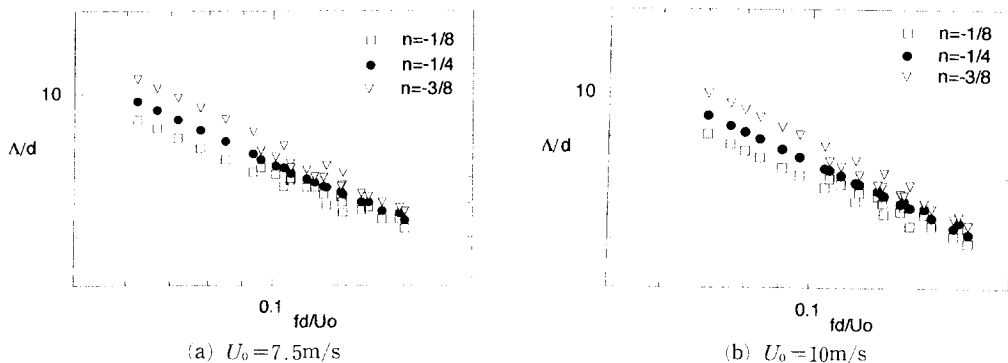 □ n=-1/8
● n=-1/4
▽ n=-3/8
10
Λ/d
0.1
fd/Uo
(a) U₀=7.5m/s
□ n=-1/8
● n=-1/4
▽ n=-3/8
10
Λ/d
0.1
fd/Uo
(b) U₀=10m/s